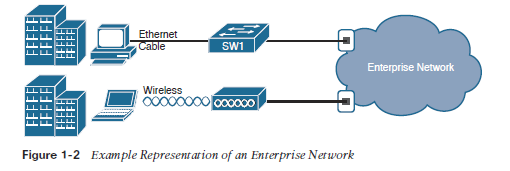 Ethernet
Cable
SW1
Enterprise Network
Wireless
Figure 1-2 Example Representation of an Enterprise Network